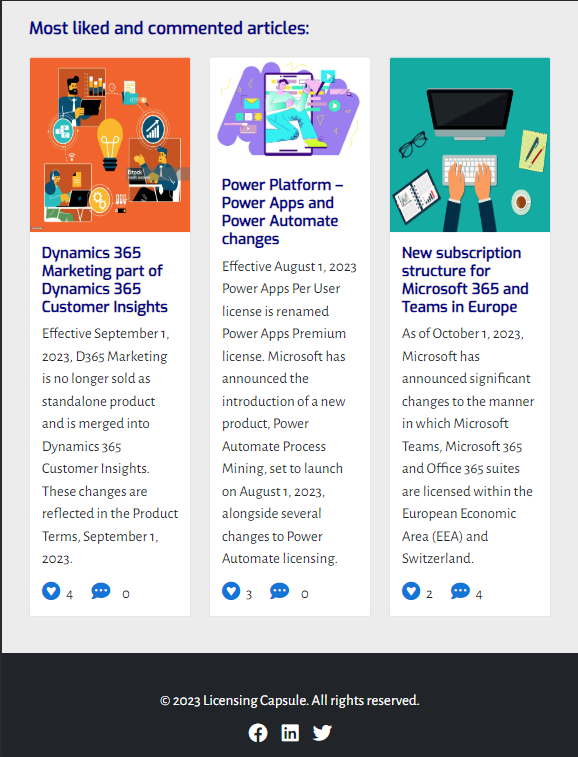 Most liked and commented articles:
iStock
Dynamics 365
Marketing part of
Dynamics 365
Customer Insights
Effective September 1,
2023, D365 Marketing
is no longer sold as
standalone product
and is merged into
Dynamics 365
Customer Insights.
These changes are
reflected in the Product
Terms, September 1,
2023.
4 0
Power Platform –
Power Apps and
Power Automate
changes
Effective August 1, 2023
Power Apps Per User
license is renamed
Power Apps Premium
license. Microsoft has
announced the
introduction of a new
product, Power
Automate Process
Mining, set to launch
on August 1, 2023,
alongside several
changes to Power
Automate licensing.
3 0
New subscription
structure for
Microsoft 365 and
Teams in Europe
As of October 1, 2023,
Microsoft has
announced significant
changes to the manner
in which Microsoft
Teams, Microsoft 365
and Office 365 suites
are licensed within the
European Economic
Area (EEA) and
Switzerland.
2 4
© 2023 Licensing Capsule. All rights reserved.